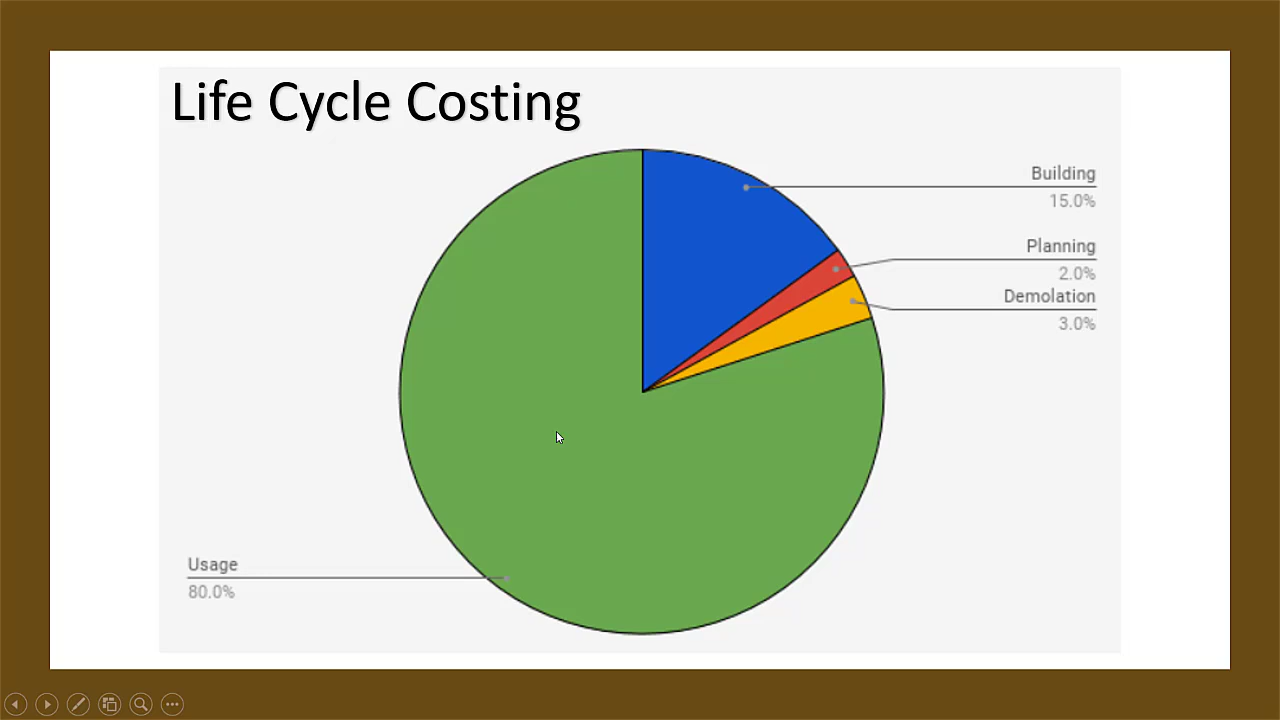 Life Cycle Costing
Building
15.0%
Planning
2.0%
Demolation
3.0%
Usage
80.0%